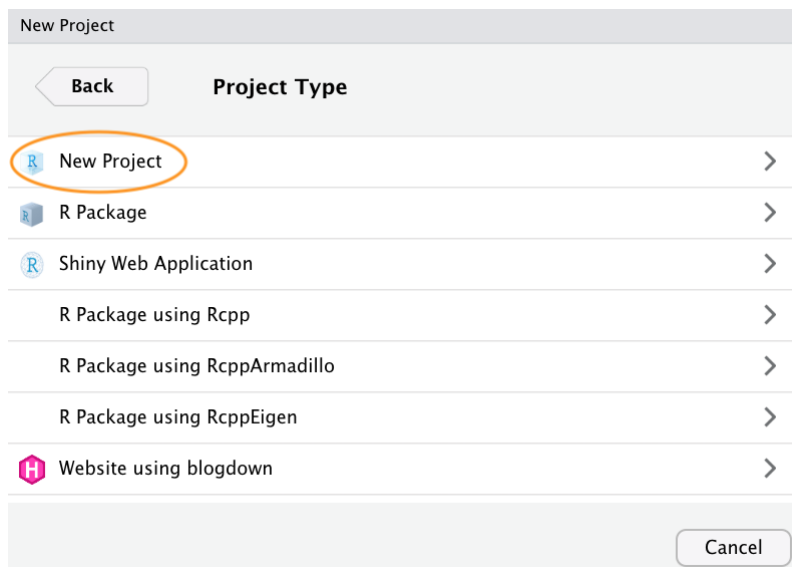 New Project
Back
Project Type
R New Project
R R Package
R Shiny Web Application
R Package using Rcpp
R Package using RcppArmadillo
R Package using RcppEigen
H Website using blogdown
Cancel